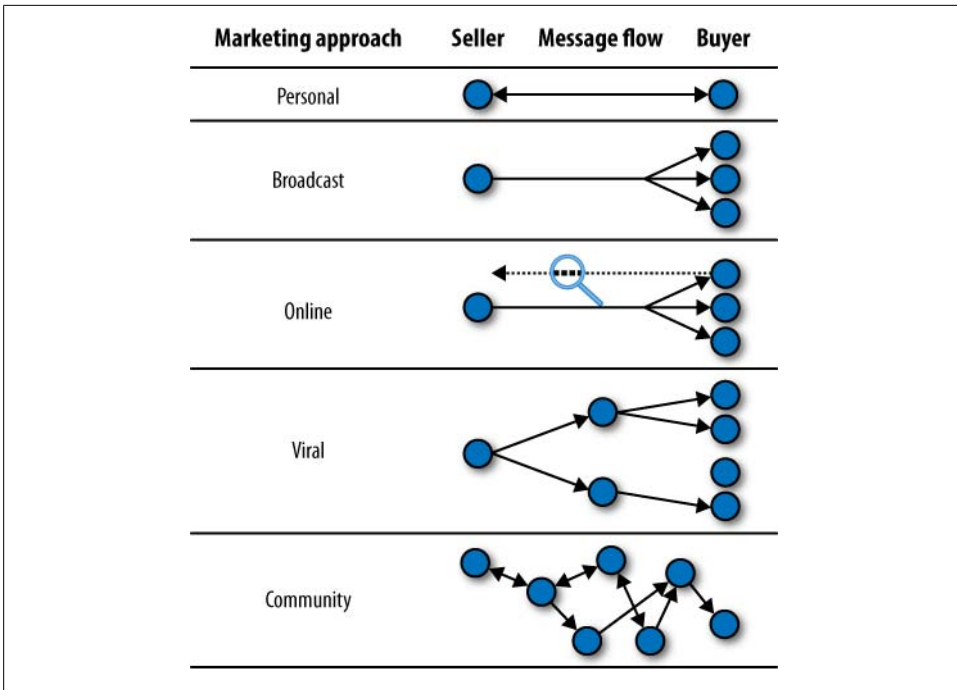 Marketing approach Seller Message flow Buyer
Personal
Broadcast
Online
Viral
Community